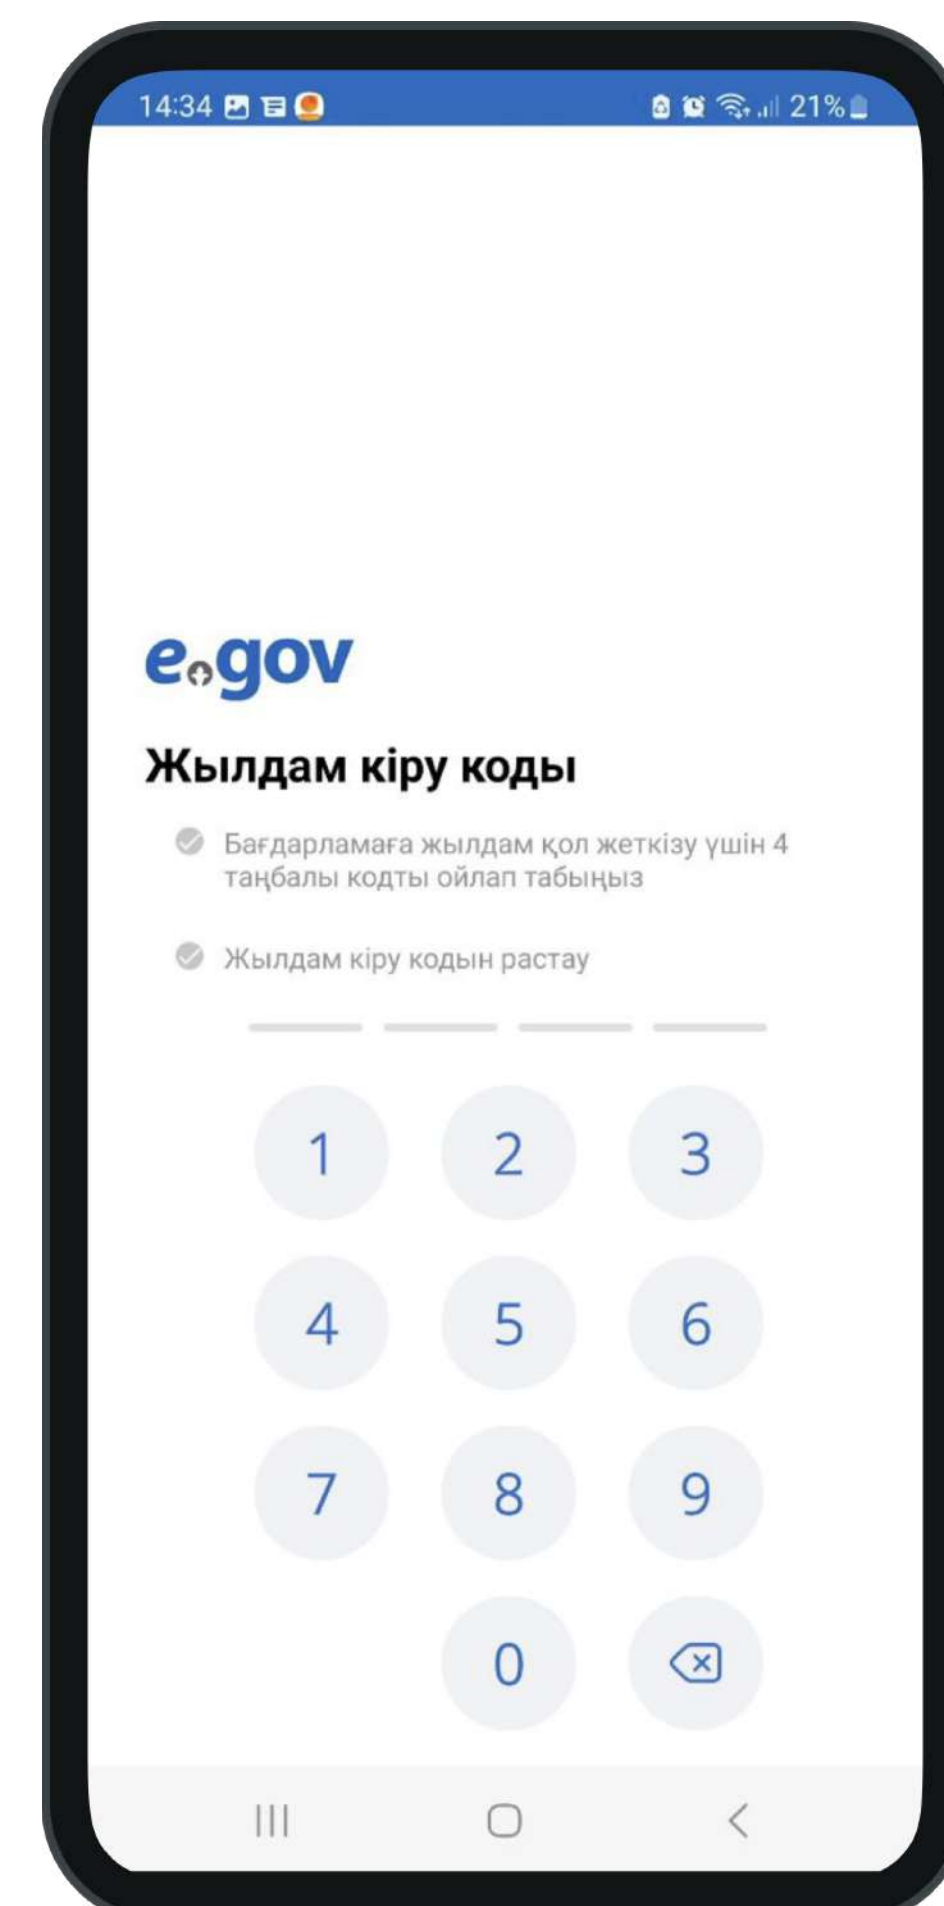 14:34 21%
e.gov
Жылдам кіру коды
Бағдарламаға жылдам қол жеткізу үшін 4
таңбалы кодты ойлап табыңыз
Жылдам кіру кодын растау
1 2 3
4 5 6
7 8 9
0